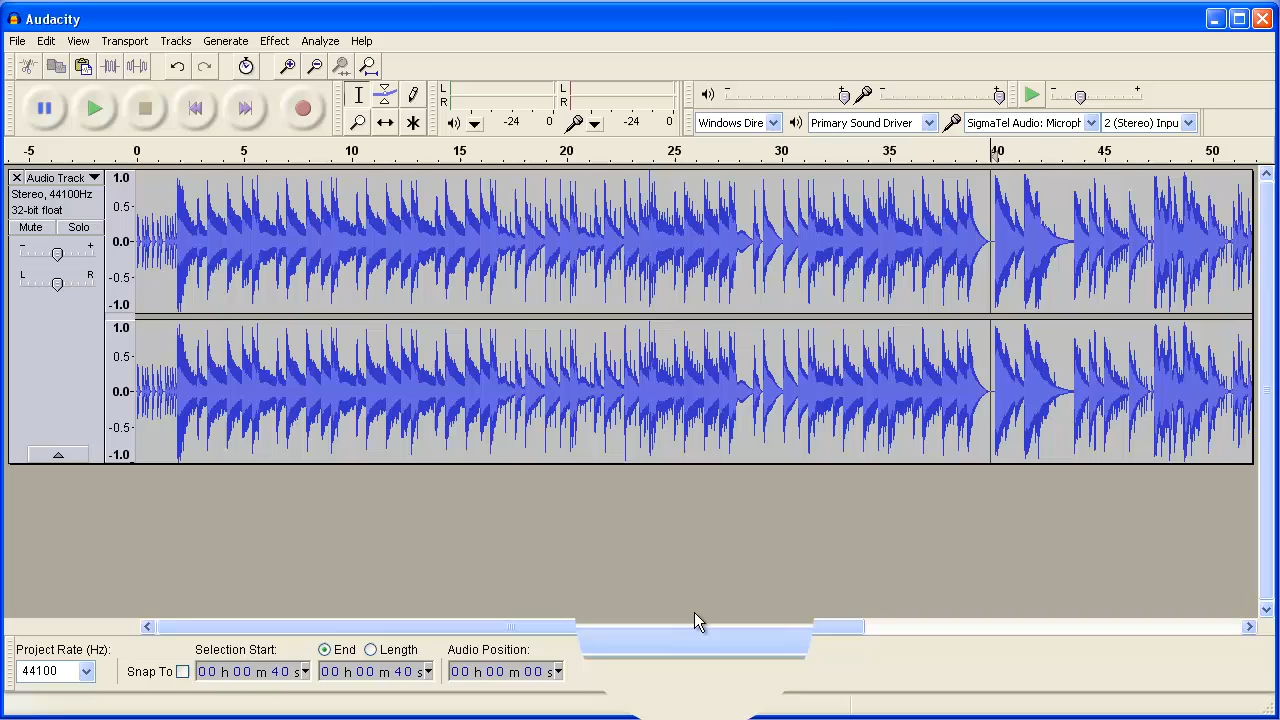 Audacity
File Edit View Transport Tracks Generate Effect Analyze Help
L L
R R
-24 0 -24 0
Windows Dire Primary Sound Driver SigmaTel Audio: Microph 2 (Stereo) Inpu
-5 0 5 10 15 20 25 30 35 40 45 50
Audio Track
Stereo, 44100Hz
32-bit float
Mute Solo
- +
L R
1.0
0.5
0.0
-0.5
-1.0
1.0
0.5
0.0
-0.5
-1.0
Project Rate (Hz): Selection Start: End Length Audio Position:
44100 Snap To 00 h 00 m 40 s 00 h 00 m 40 s 00 h 00 m 00 s